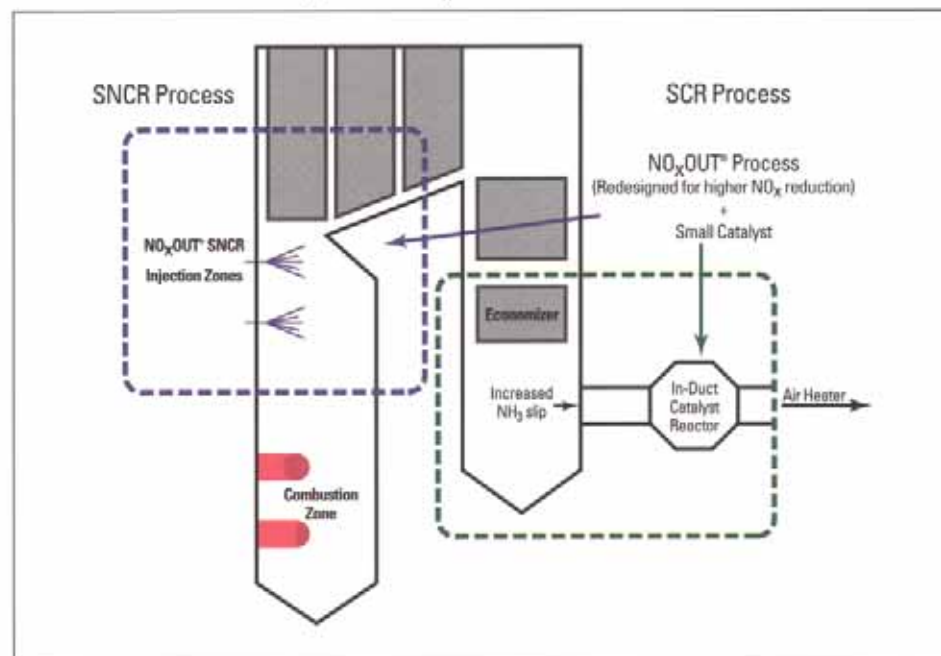 SNCR Process
SCR Process
NOₓOUT® Process
(Redesigned for higher NOₓ reduction)
+
Small Catalyst
NOₓOUT® SNCR
Injection Zones
Economizer
Increased
NH₃ slip
In-Duct
Catalyst
Reactor
Air Heater
Combustion
Zone